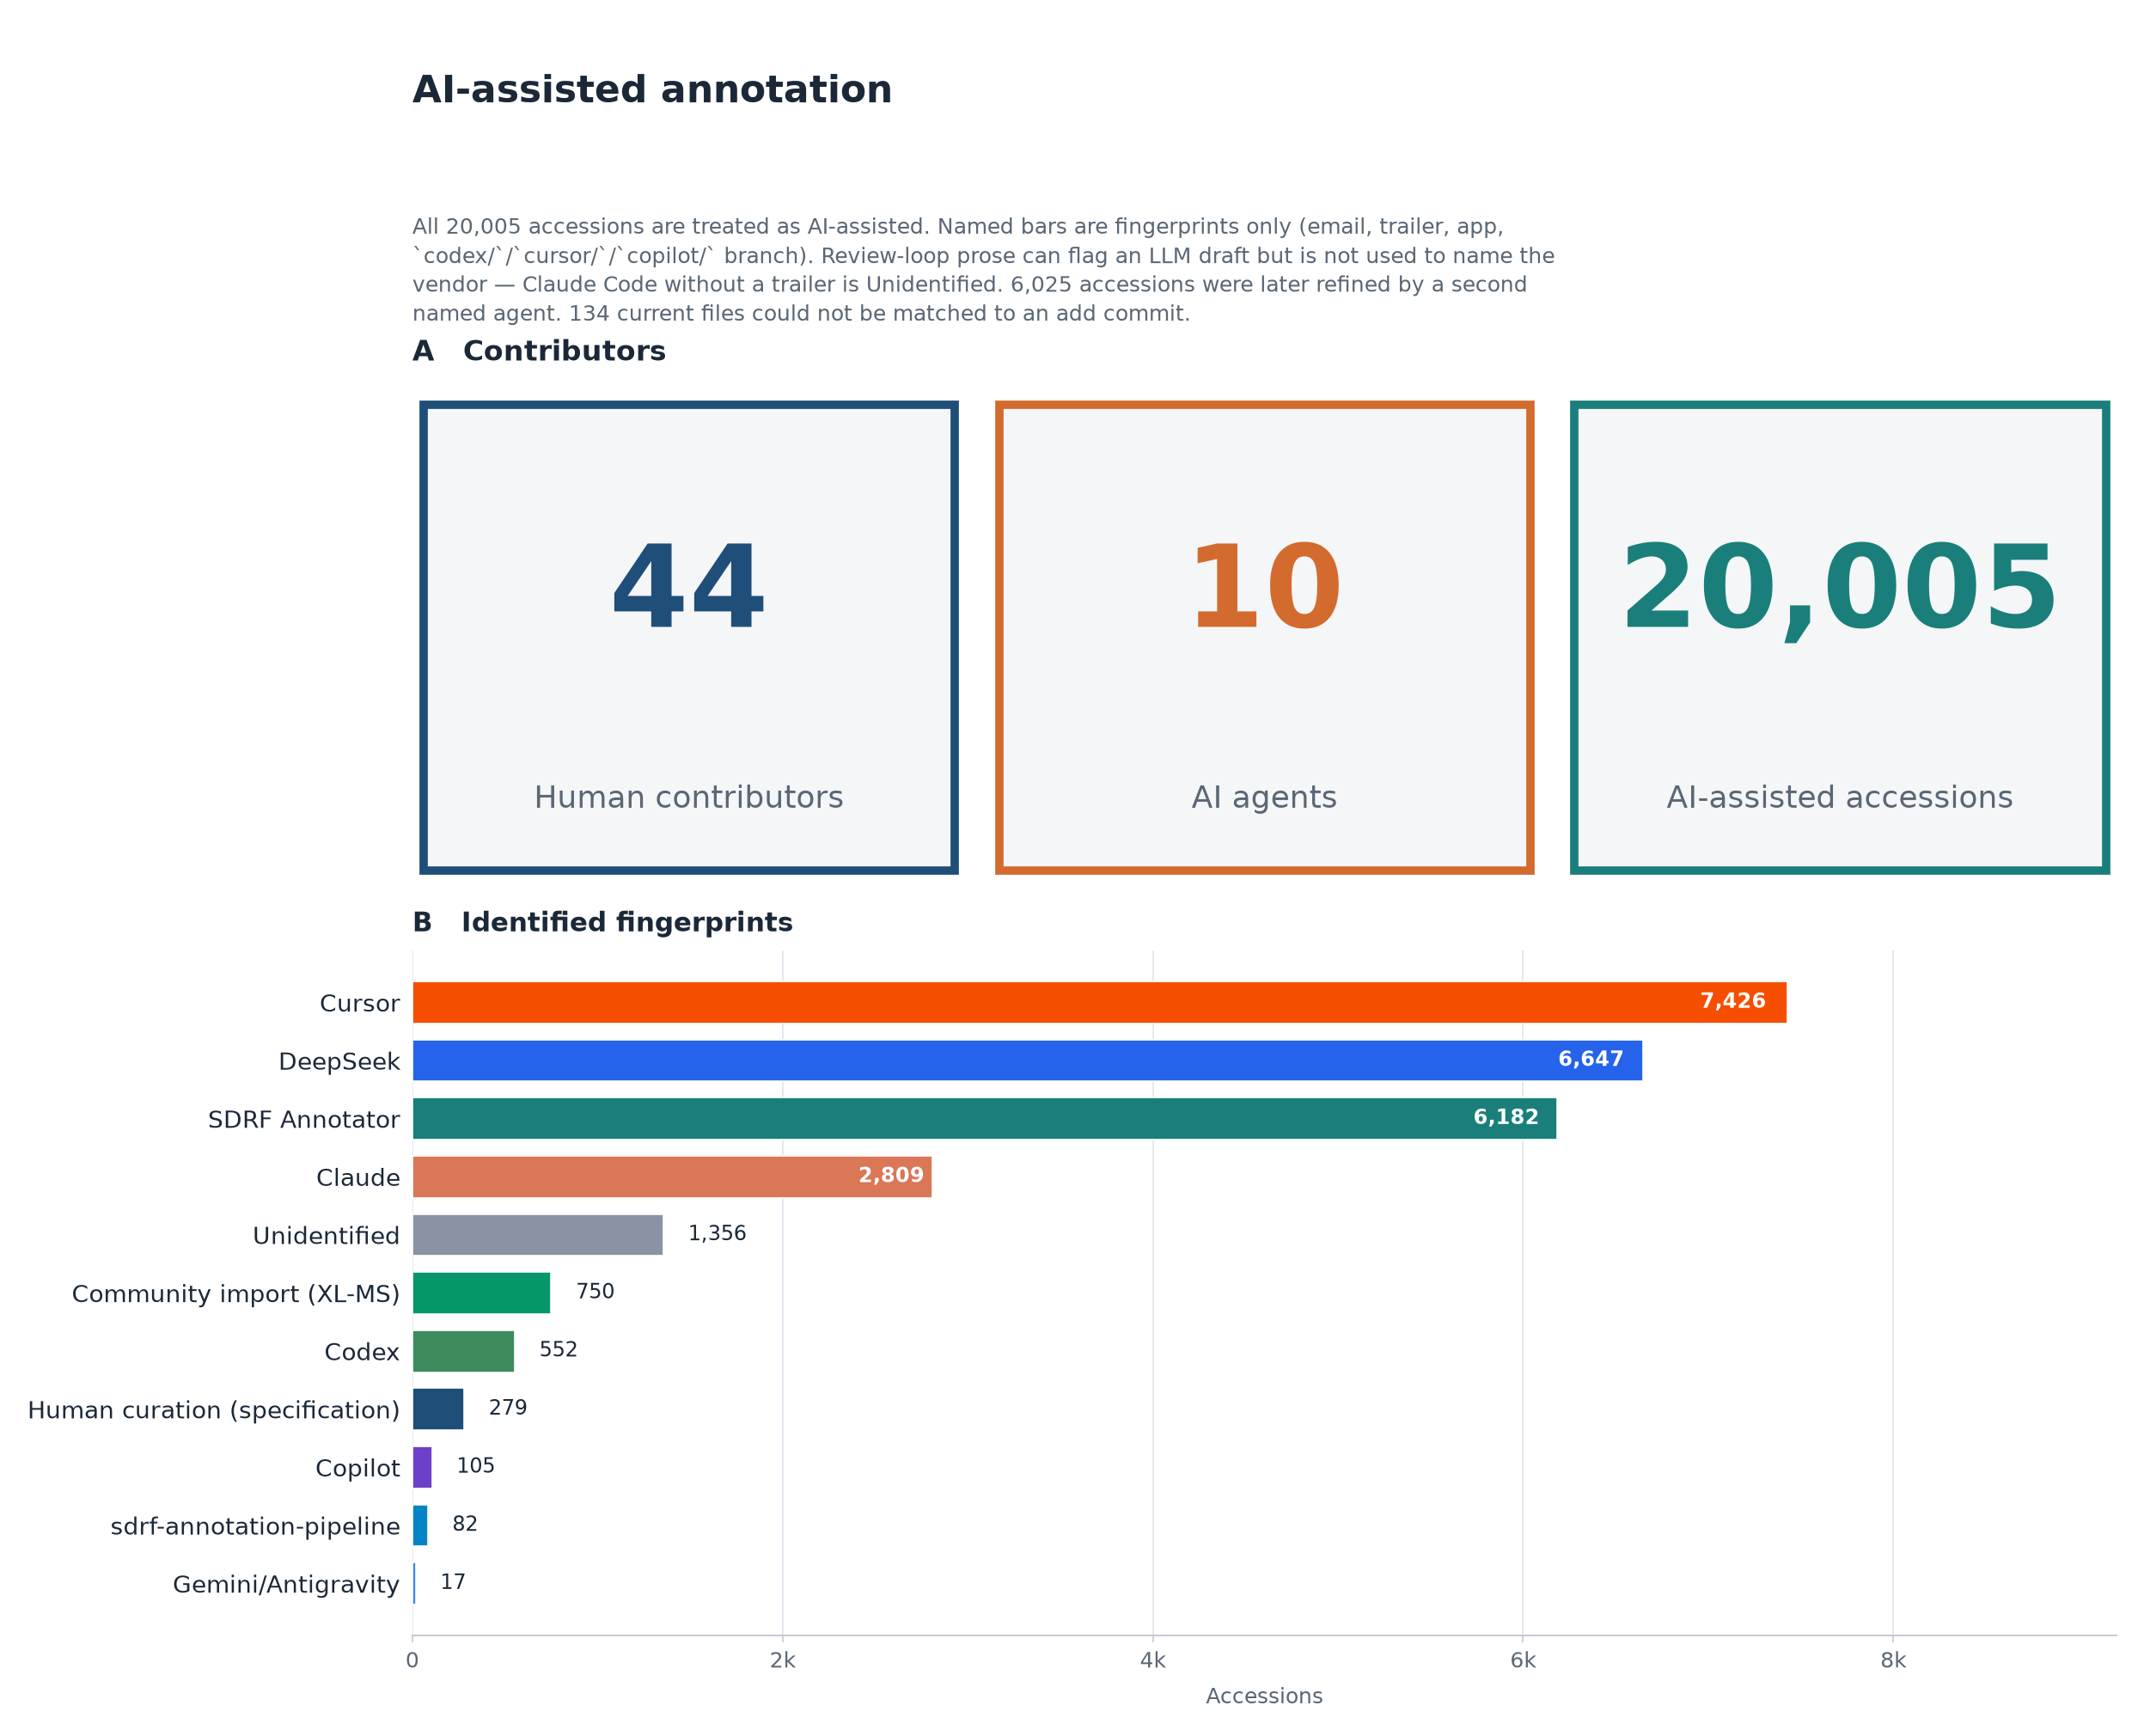 AI-assisted annotation
All 20,005 accessions are treated as AI-assisted. Named bars are fingerprints only (email, trailer, app,
`codex/`/`cursor/`/`copilot/` branch). Review-loop prose can flag an LLM draft but is not used to name the
vendor — Claude Code without a trailer is Unidentified. 6,025 accessions were later refined by a second
named agent. 134 current files could not be matched to an add commit.
A Contributors
44
Human contributors
10
AI agents
20,005
AI-assisted accessions
B Identified fingerprints
Cursor 7,426
DeepSeek 6,647
SDRF Annotator 6,182
Claude 2,809
Unidentified 1,356
Community import (XL-MS) 750
Codex 552
Human curation (specification) 279
Copilot 105
sdrf-annotation-pipeline 82
Gemini/Antigravity 17
0 2k 4k 6k 8k
Accessions